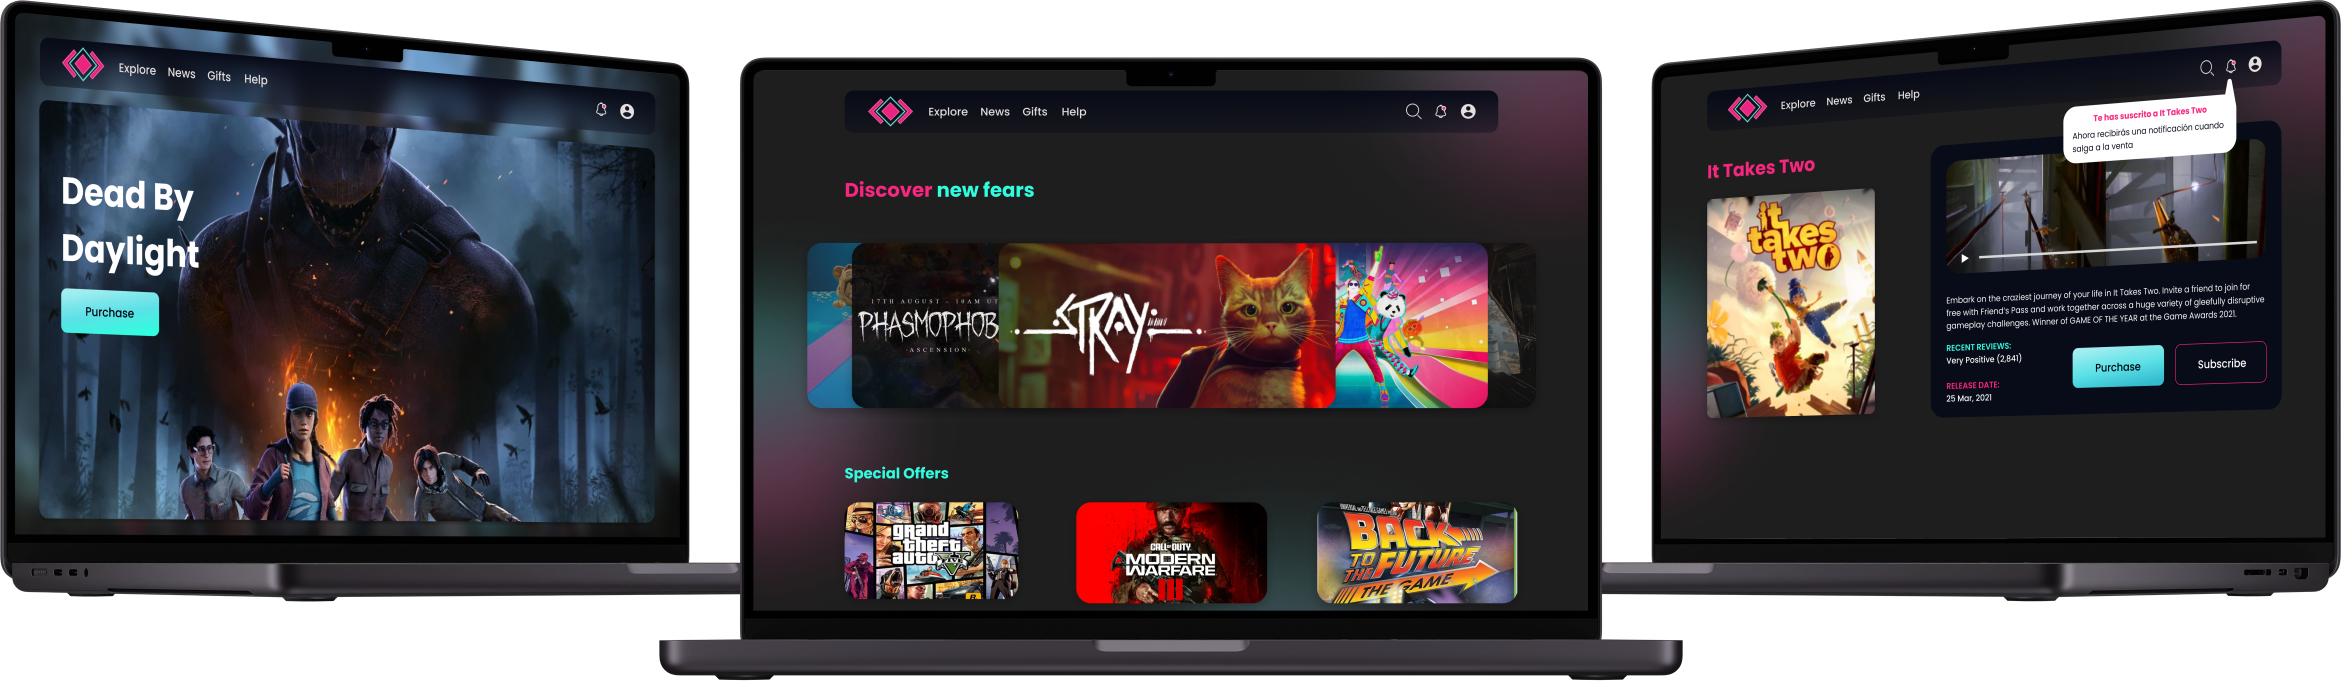 Explore News Gifts Help
Dead By
Daylight
Purchase
Explore News Gifts Help
Discover new fears
17TH AUGUST - 10AM UT
PHASMOPHOB
·ASCENSION·
STRAY
Special Offers
grand
theft
auto
V
CALL OF DUTY
MODERN
WARFARE
III
BACK
TO
THE FUTURE
THE GAME
Explore News Gifts Help
Te has suscrito a It Takes Two
Ahora recibirás una notificación cuando
salga a la venta
It Takes Two
it
takes
two
Embark on the craziest journey of your life in It Takes Two. Invite a friend to join for
free with Friend's Pass and work together across a huge variety of gleefully disruptive
gameplay challenges. Winner of GAME OF THE YEAR at the Game Awards 2021.
RECENT REVIEWS:
Very Positive (2,841)
RELEASE DATE:
25 Mar, 2021
Purchase
Subscribe